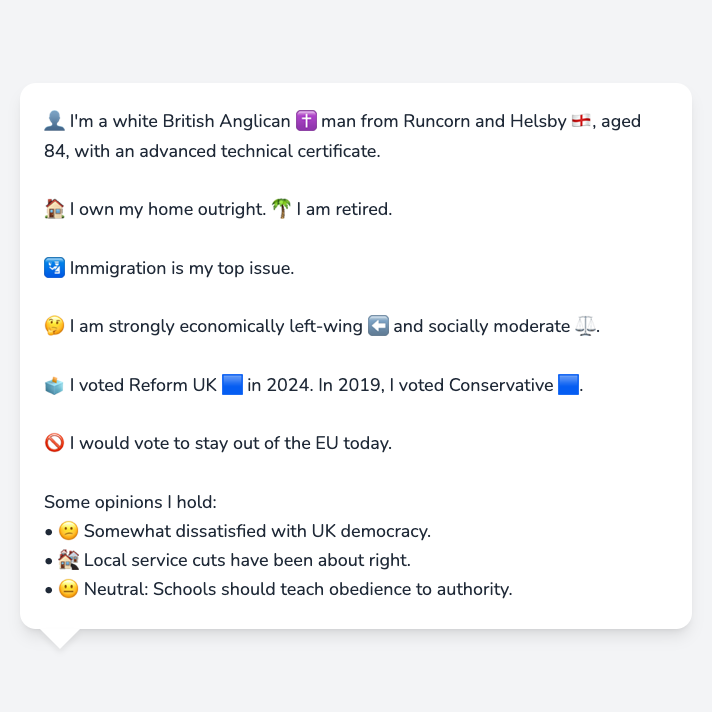 👤 I'm a white British Anglican ✝️ man from Runcorn and Helsby 🏴󠁧󠁢󠁥󠁮󠁧󠁿, aged
84, with an advanced technical certificate.
🏠 I own my home outright. 🌴 I am retired.
🛂 Immigration is my top issue.
🤔 I am strongly economically left-wing ⬅️ and socially moderate ⚖️.
🗳️ I voted Reform UK 🟦 in 2024. In 2019, I voted Conservative 🟦.
🚫 I would vote to stay out of the EU today.
Some opinions I hold:
• 😕 Somewhat dissatisfied with UK democracy.
• 🏚️ Local service cuts have been about right.
• 😐 Neutral: Schools should teach obedience to authority.